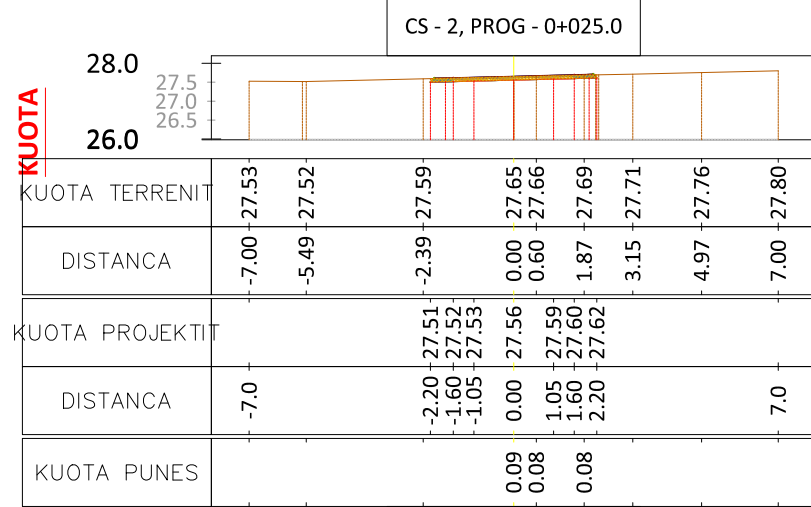 CS - 2, PROG - 0+025.0
KUOTA
28.0
27.5
27.0
26.5
26.0
KUOTA TERRENIT 27.53 27.52 27.59 27.65 27.66 27.69 27.71 27.76 27.80
DISTANCA -7.00 -5.49 -2.39 0.00 0.60 1.87 3.15 4.97 7.00
KUOTA PROJEKTIT 27.51 27.52 27.53 27.56 27.59 27.60 27.62
DISTANCA -7.0 -2.20 -1.60 -1.05 0.00 1.05 1.60 2.20 7.0
KUOTA PUNES 0.09 0.08 0.08